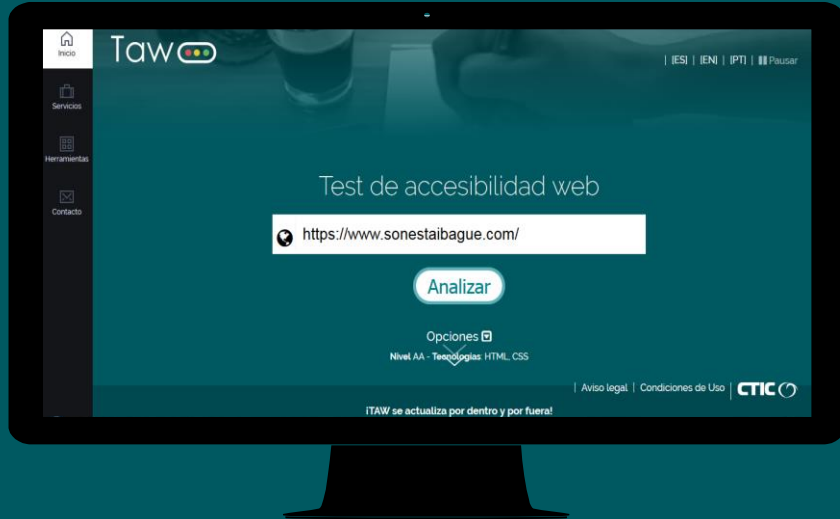 Inicio
Taw
| [ES] | [EN] | [PT] | Pausar
Servicios
Herramientas
Contacto
Test de accesibilidad web
https://www.sonestaibague.com/
Analizar
Opciones
Nivel AA - Tecnologías: HTML, CSS
| Aviso legal | Condiciones de Uso | CTIC
¡TAW se actualiza por dentro y por fuera!